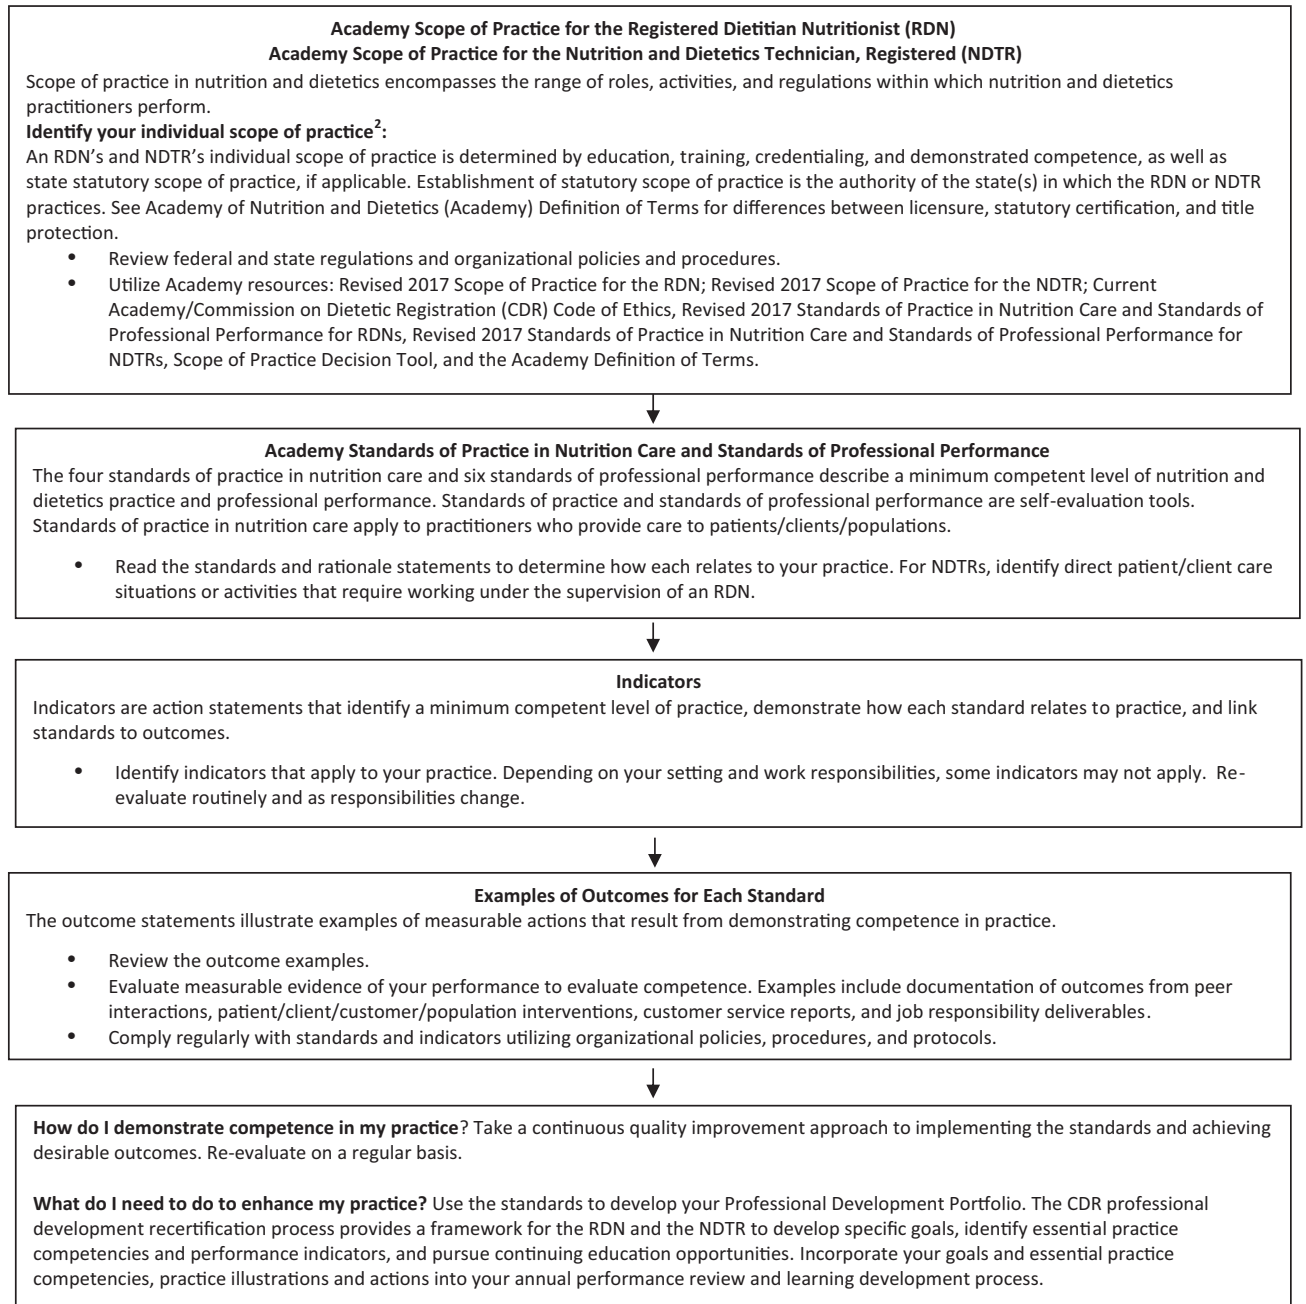 Academy Scope of Practice for the Registered Dietitian Nutritionist (RDN)
Academy Scope of Practice for the Nutrition and Dietetics Technician, Registered (NDTR)
Scope of practice in nutrition and dietetics encompasses the range of roles, activities, and regulations within which nutrition and dietetics
practitioners perform.
Identify your individual scope of practice²:
An RDN's and NDTR's individual scope of practice is determined by education, training, credentialing, and demonstrated competence, as well as
state statutory scope of practice, if applicable. Establishment of statutory scope of practice is the authority of the state(s) in which the RDN or NDTR
practices. See Academy of Nutrition and Dietetics (Academy) Definition of Terms for differences between licensure, statutory certification, and title
protection.
• Review federal and state regulations and organizational policies and procedures.
• Utilize Academy resources: Revised 2017 Scope of Practice for the RDN; Revised 2017 Scope of Practice for the NDTR; Current
Academy/Commission on Dietetic Registration (CDR) Code of Ethics, Revised 2017 Standards of Practice in Nutrition Care and Standards of
Professional Performance for RDNs, Revised 2017 Standards of Practice in Nutrition Care and Standards of Professional Performance for
NDTRs, Scope of Practice Decision Tool, and the Academy Definition of Terms.
Academy Standards of Practice in Nutrition Care and Standards of Professional Performance
The four standards of practice in nutrition care and six standards of professional performance describe a minimum competent level of nutrition and
dietetics practice and professional performance. Standards of practice and standards of professional performance are self-evaluation tools.
Standards of practice in nutrition care apply to practitioners who provide care to patients/clients/populations.
• Read the standards and rationale statements to determine how each relates to your practice. For NDTRs, identify direct patient/client care
situations or activities that require working under the supervision of an RDN.
Indicators
Indicators are action statements that identify a minimum competent level of practice, demonstrate how each standard relates to practice, and link
standards to outcomes.
• Identify indicators that apply to your practice. Depending on your setting and work responsibilities, some indicators may not apply. Re-
evaluate routinely and as responsibilities change.
Examples of Outcomes for Each Standard
The outcome statements illustrate examples of measurable actions that result from demonstrating competence in practice.
• Review the outcome examples.
• Evaluate measurable evidence of your performance to evaluate competence. Examples include documentation of outcomes from peer
interactions, patient/client/customer/population interventions, customer service reports, and job responsibility deliverables.
• Comply regularly with standards and indicators utilizing organizational policies, procedures, and protocols.
How do I demonstrate competence in my practice? Take a continuous quality improvement approach to implementing the standards and achieving
desirable outcomes. Re-evaluate on a regular basis.
What do I need to do to enhance my practice? Use the standards to develop your Professional Development Portfolio. The CDR professional
development recertification process provides a framework for the RDN and the NDTR to develop specific goals, identify essential practice
competencies and performance indicators, and pursue continuing education opportunities. Incorporate your goals and essential practice
competencies, practice illustrations and actions into your annual performance review and learning development process.